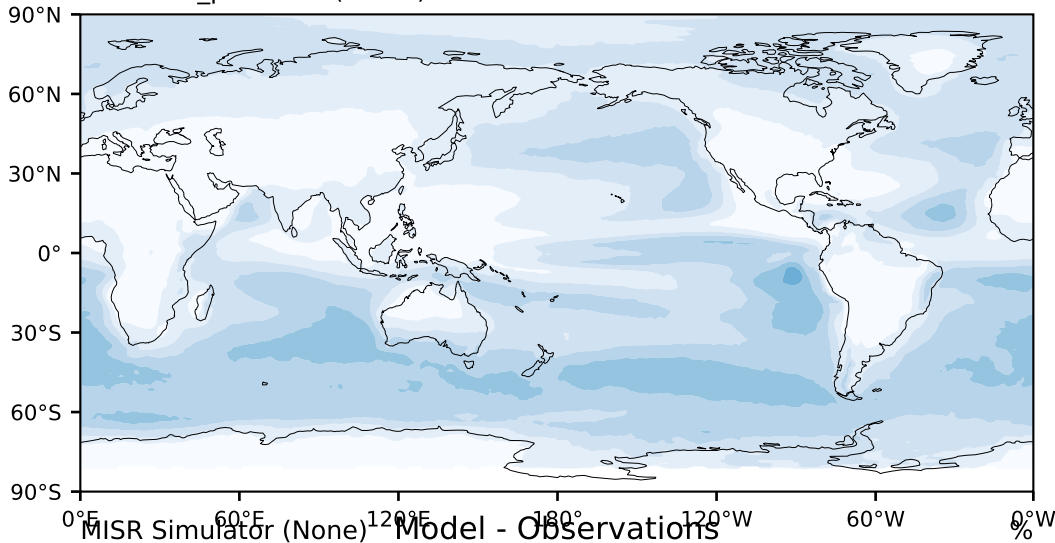 90°N
60°N
30°N
0°
30°S
60°S
90°S
0°E 60°E 120°E 180° 120°W 60°W 0°W
MISR Simulator (None) Model - Observations %